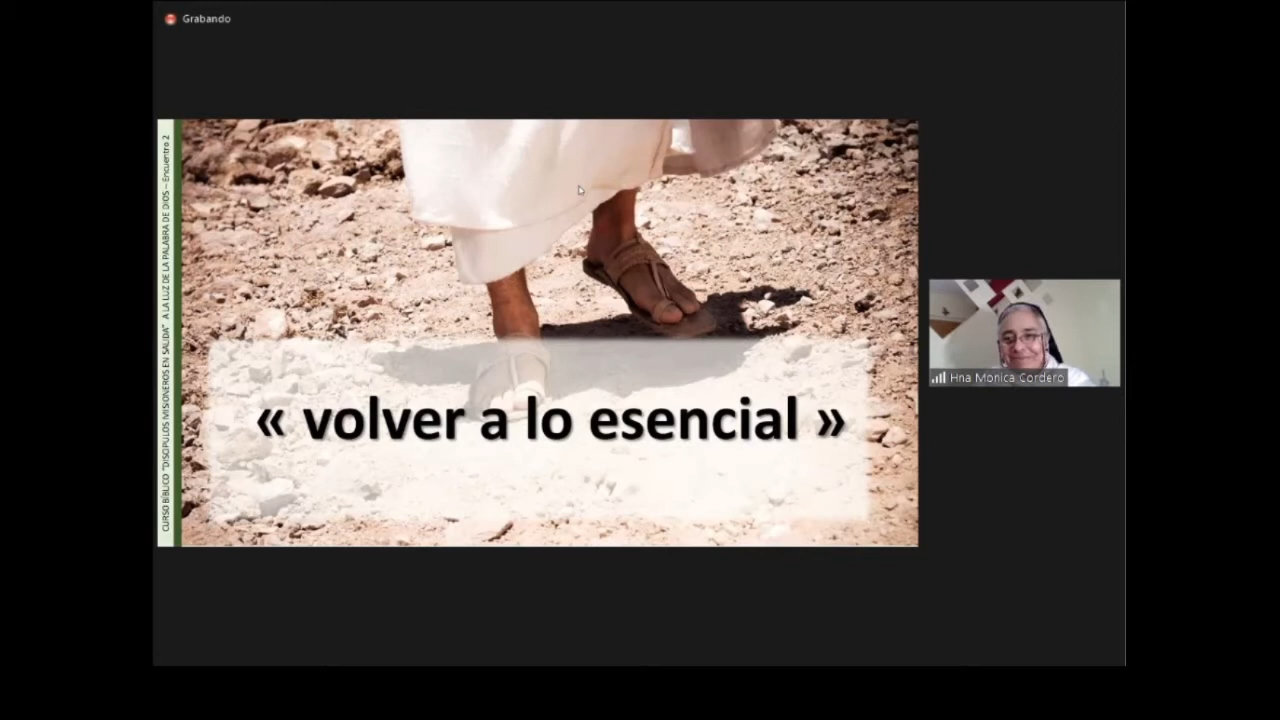 Grabando
CURSO BÍBLICO "DISCÍPULOS MISIONEROS EN SALIDA" A LA LUZ DE LA PALABRA DE DIOS – Encuentro 2
« volver a lo esencial »
Hna Monica Cordero